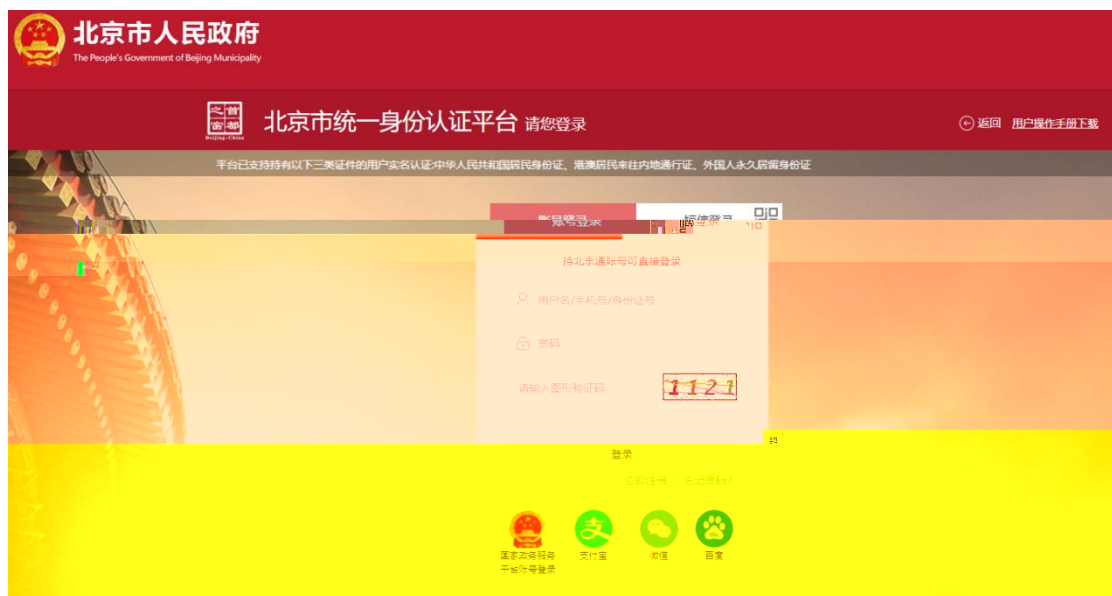 北京市人民政府
The People's Government of Beijing Municipality
首都之窗
Beijing-China
北京市统一身份认证平台 请您登录
返回 用户操作手册下载
平台已支持持有以下三类证件的用户实名认证:中华人民共和国居民身份证、港澳居民来往内地通行证、外国人永久居留身份证
账号登录 短信登录
持北京通账号可直接登录
用户名/手机号/身份证号
密码
请输入图形验证码 1121
登录
立即注册 忘记密码?
国家政务服务
平台账号登录
支付宝
微信
百度